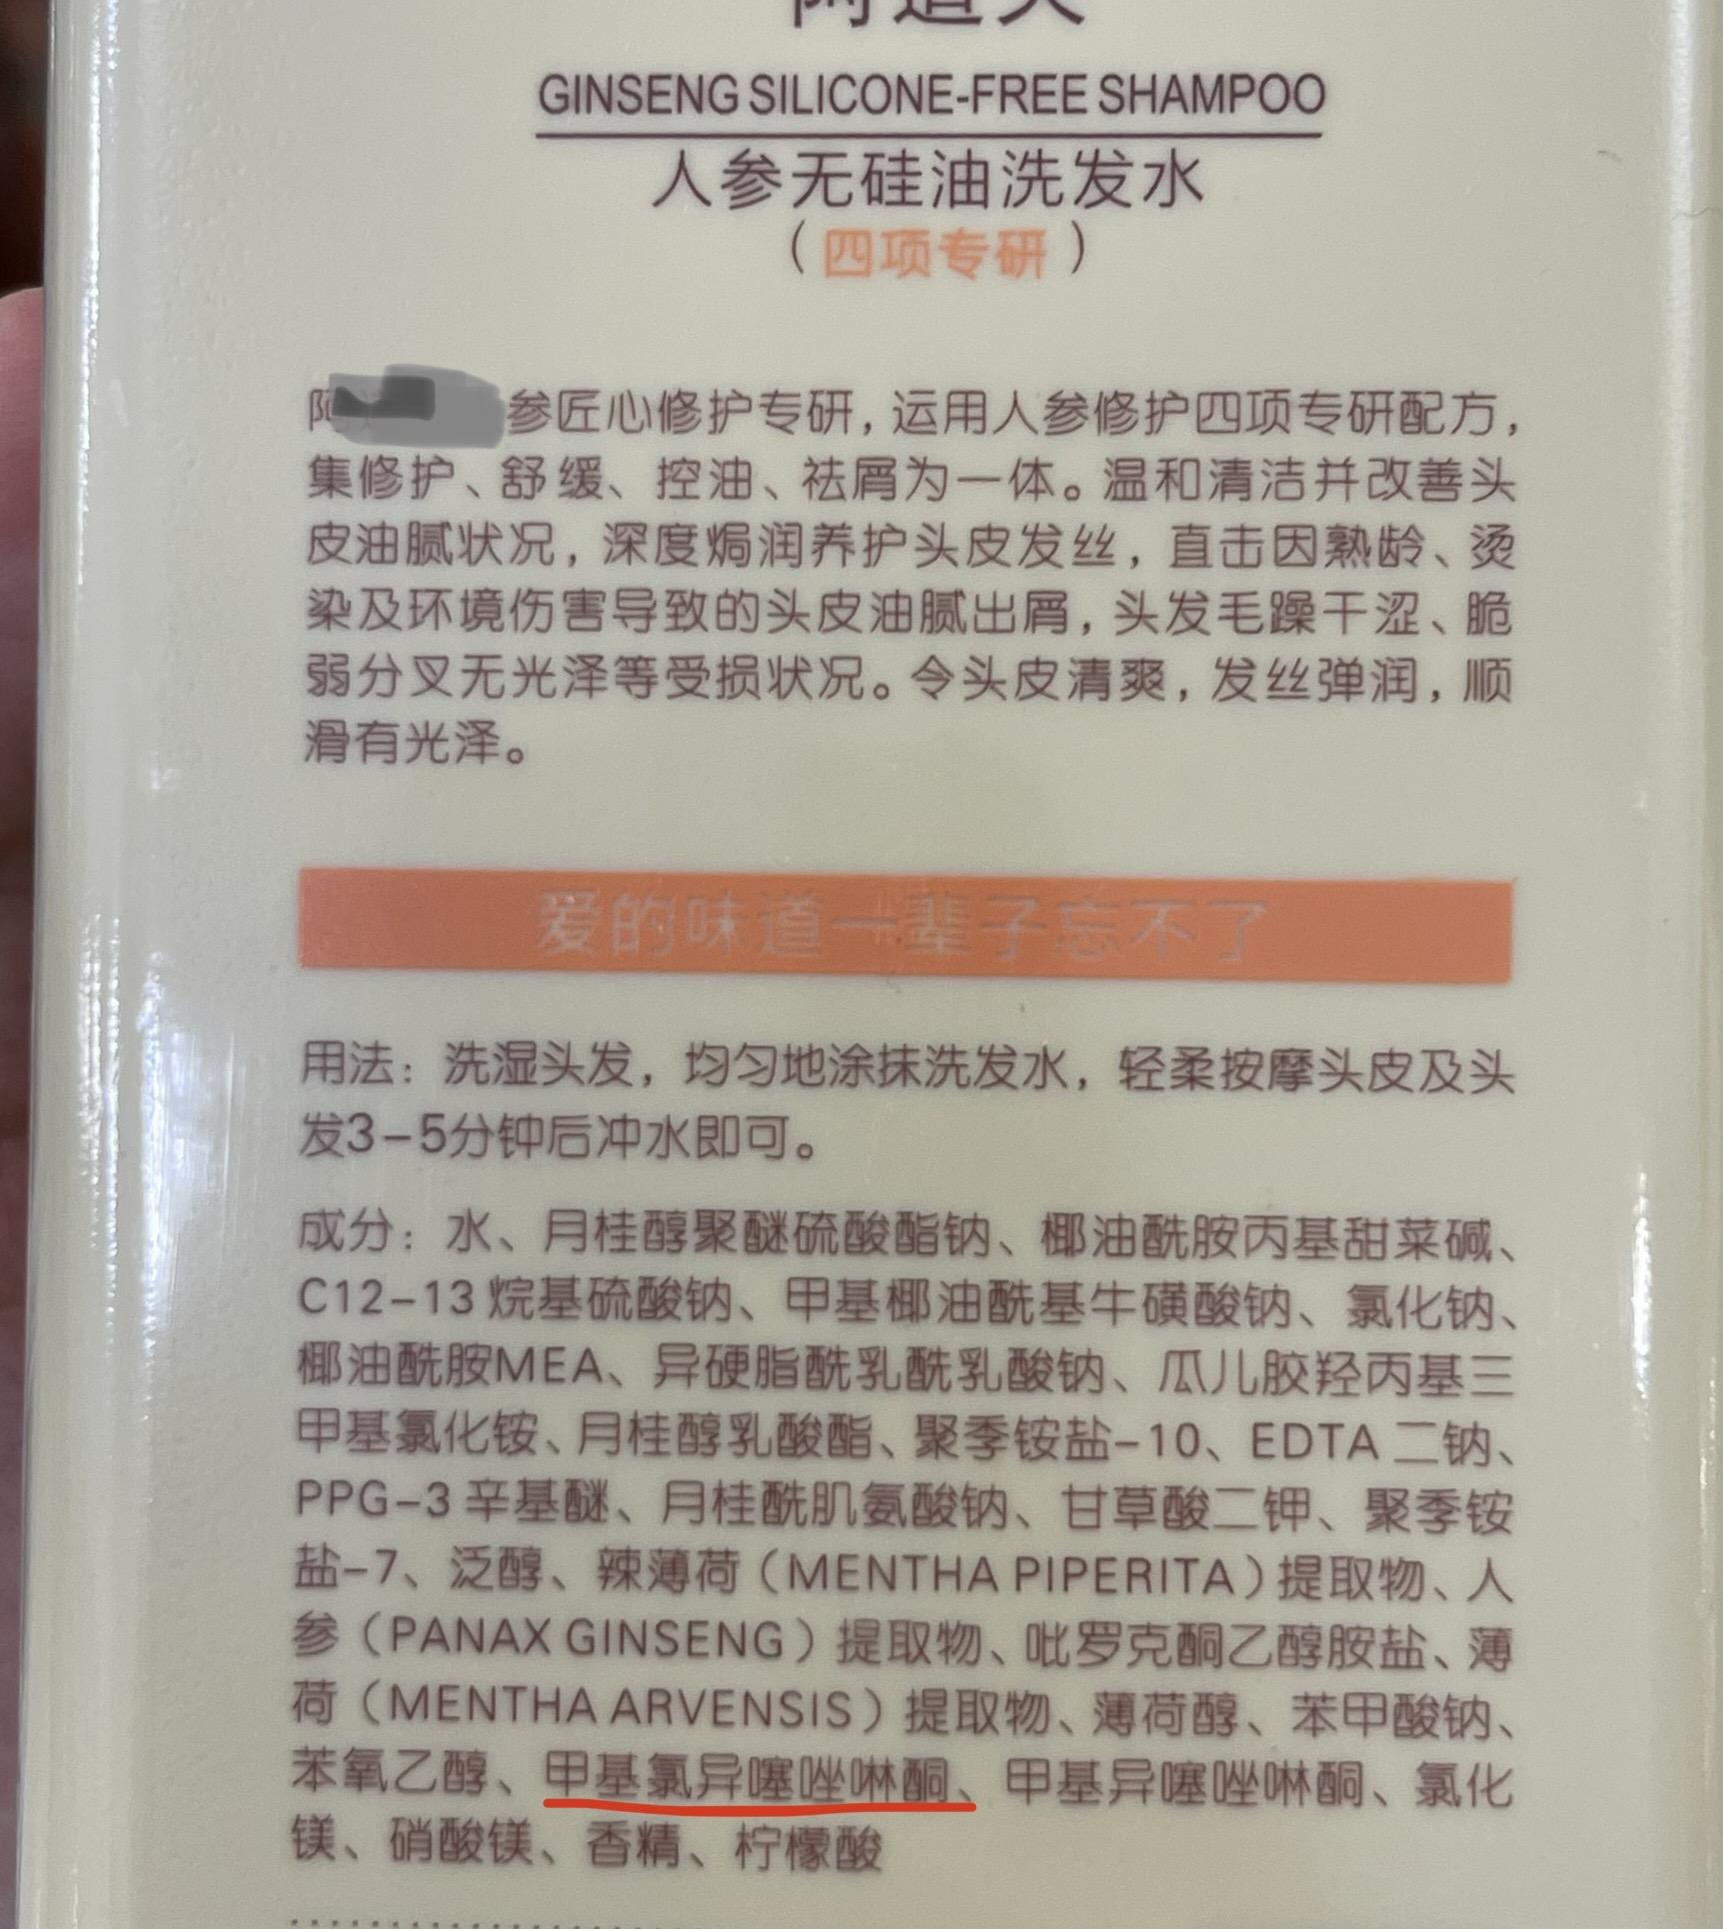 阿道夫
GINSENG SILICONE-FREE SHAMPOO
人参无硅油洗发水
(四项专研)
参匠心修护专研,运用人参修护四项专研配方,
集修护、舒缓、控油、祛屑为一体。温和清洁并改善头
皮油腻状况,深度焗润养护头皮发丝,直击因熟龄、烫
染及环境伤害导致的头皮油腻出屑,头发毛躁干涩、脆
弱分叉无光泽等受损状况。令头皮清爽,发丝弹润,顺
滑有光泽。
爱的味道一辈子忘不了
用法:洗湿头发,均匀地涂抹洗发水,轻柔按摩头皮及头
发3-5分钟后冲水即可。
成分:水、月桂醇聚醚硫酸酯钠、椰油酰胺丙基甜菜碱、
C12-13 烷基硫酸钠、甲基椰油酰基牛磺酸钠、氯化钠、
椰油酰胺MEA、异硬脂酰乳酰乳酸钠、瓜儿胶羟丙基三
甲基氯化铵、月桂醇乳酸酯、聚季铵盐-10、EDTA 二钠、
PPG-3 辛基醚、月桂酰肌氨酸钠、甘草酸二钾、聚季铵
盐-7、泛醇、辣薄荷(MENTHA PIPERITA)提取物、人
参(PANAX GINSENG)提取物、吡罗克酮乙醇胺盐、薄
荷(MENTHA ARVENSIS)提取物、薄荷醇、苯甲酸钠、
苯氧乙醇、甲基氯异噻唑啉酮、甲基异噻唑啉酮、氯化
镁、硝酸镁、香精、柠檬酸